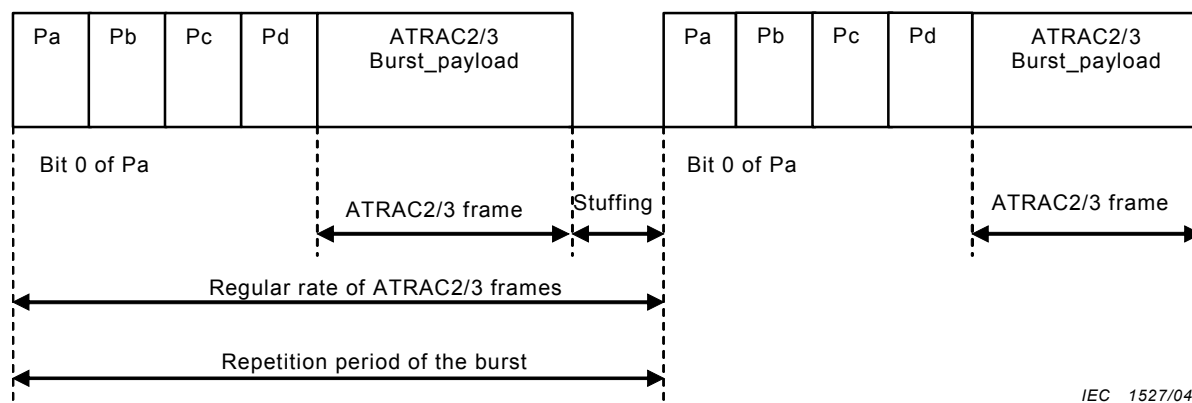 Pa Pb Pc Pd ATRAC2/3 Burst_payload Pa Pb Pc Pd ATRAC2/3 Burst_payload
Bit 0 of Pa Bit 0 of Pa
ATRAC2/3 frame Stuffing ATRAC2/3 frame
Regular rate of ATRAC2/3 frames
Repetition period of the burst
IEC 1527/04